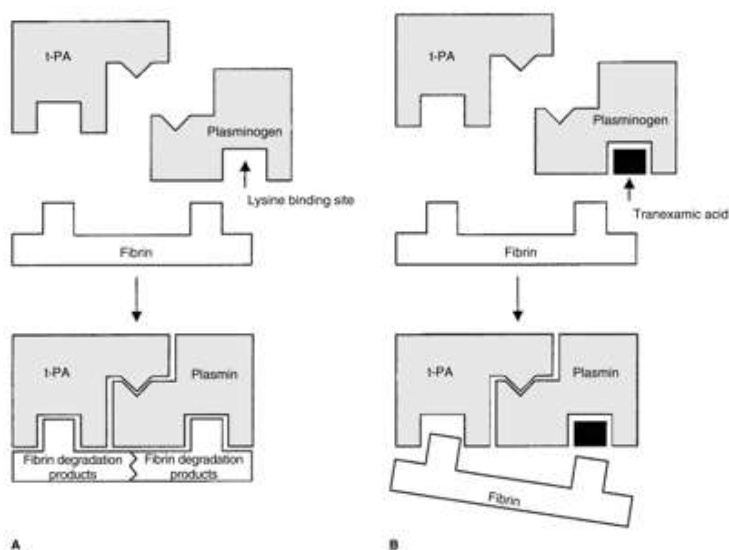 t-PA
Plasminogen
Lysine binding site
Fibrin
t-PA
Plasmin
Fibrin degradation
products
Fibrin degradation
products
A
t-PA
Plasminogen
Tranexamic acid
Fibrin
t-PA
Plasmin
Fibrin
B